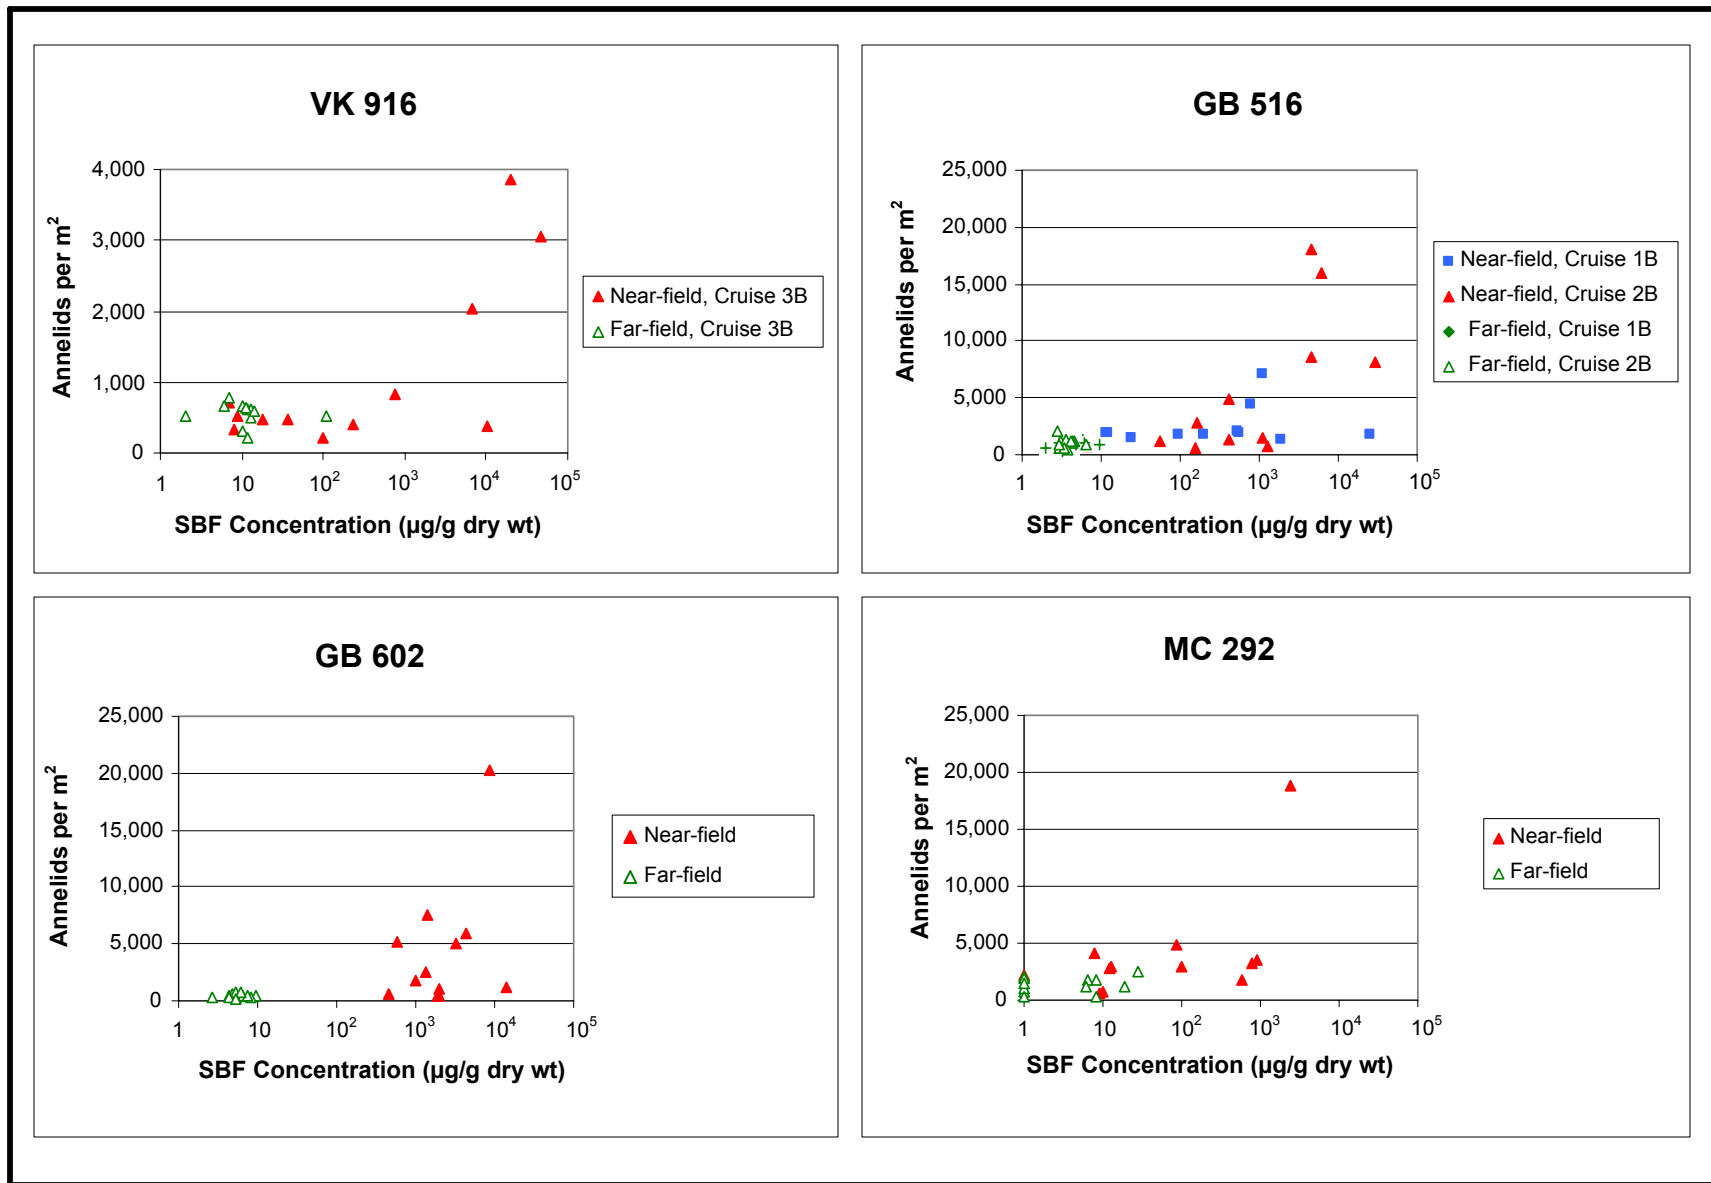 VK 916
4,000
3,000
2,000
1,000
0
Annelids per m²
1 10 10² 10³ 10⁴ 10⁵
SBF Concentration (µg/g dry wt)
Near-field, Cruise 3B
Far-field, Cruise 3B
GB 516
25,000
20,000
15,000
10,000
5,000
0
Annelids per m²
1 10 10² 10³ 10⁴ 10⁵
SBF Concentration (µg/g dry wt)
Near-field, Cruise 1B
Near-field, Cruise 2B
Far-field, Cruise 1B
Far-field, Cruise 2B
GB 602
25,000
20,000
15,000
10,000
5,000
0
Annelids per m²
1 10 10² 10³ 10⁴ 10⁵
SBF Concentration (µg/g dry wt)
Near-field
Far-field
MC 292
25,000
20,000
15,000
10,000
5,000
0
Annelids per m²
1 10 10² 10³ 10⁴ 10⁵
SBF Concentration (µg/g dry wt)
Near-field
Far-field